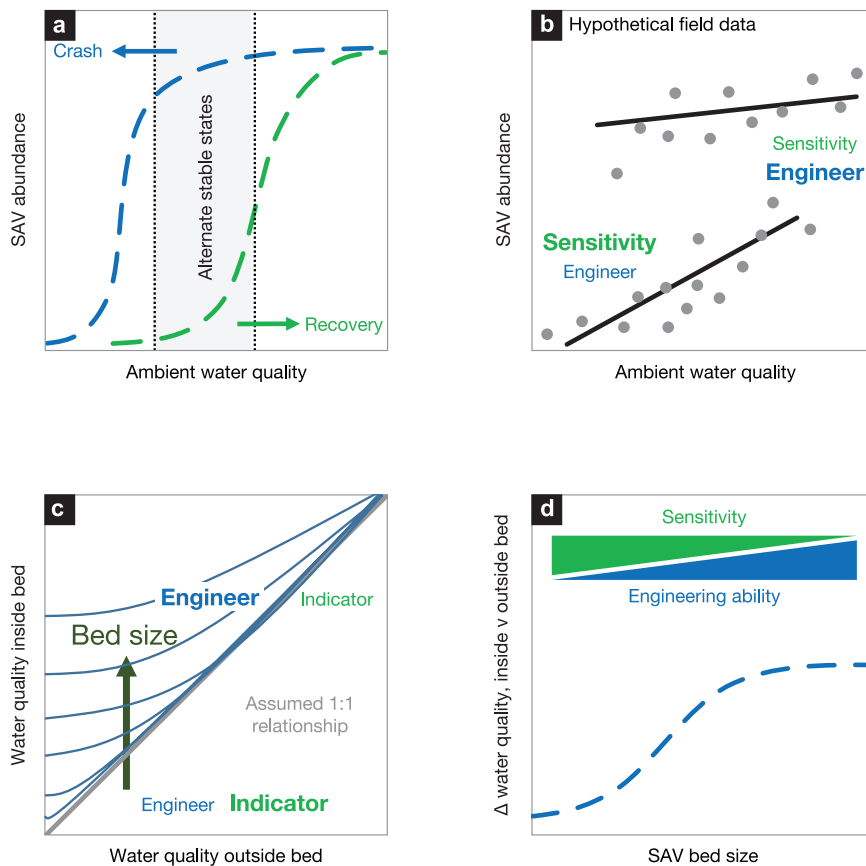 a
Crash
Alternate stable states
Recovery
SAV abundance
Ambient water quality
b
Hypothetical field data
Sensitivity
Engineer
Sensitivity
Engineer
SAV abundance
Ambient water quality
c
Engineer
Indicator
Bed size
Assumed 1:1
relationship
Engineer Indicator
Water quality inside bed
Water quality outside bed
d
Sensitivity
Engineering ability
Δ water quality, inside v outside bed
SAV bed size